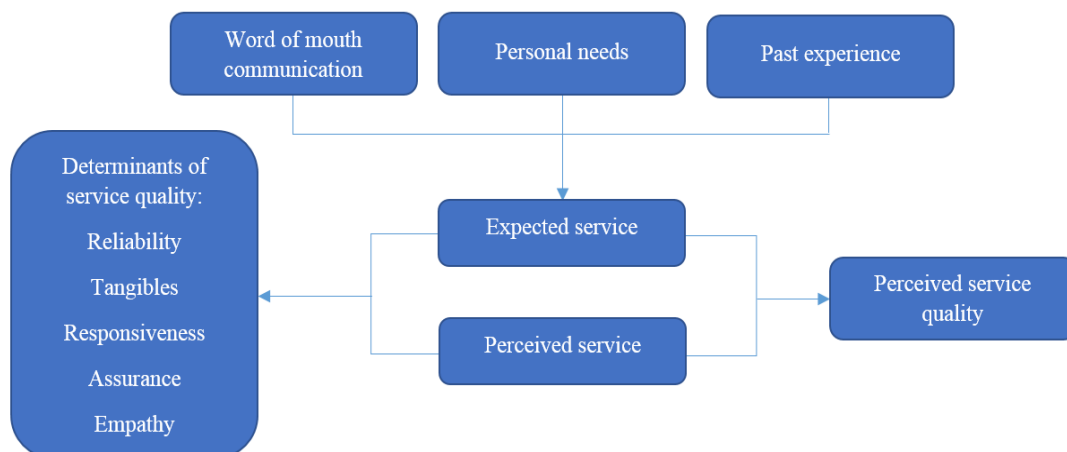 Word of mouth
communication
Personal needs
Past experience
Determinants of
service quality:
Reliability
Tangibles
Responsiveness
Assurance
Empathy
Expected service
Perceived service
Perceived service
quality